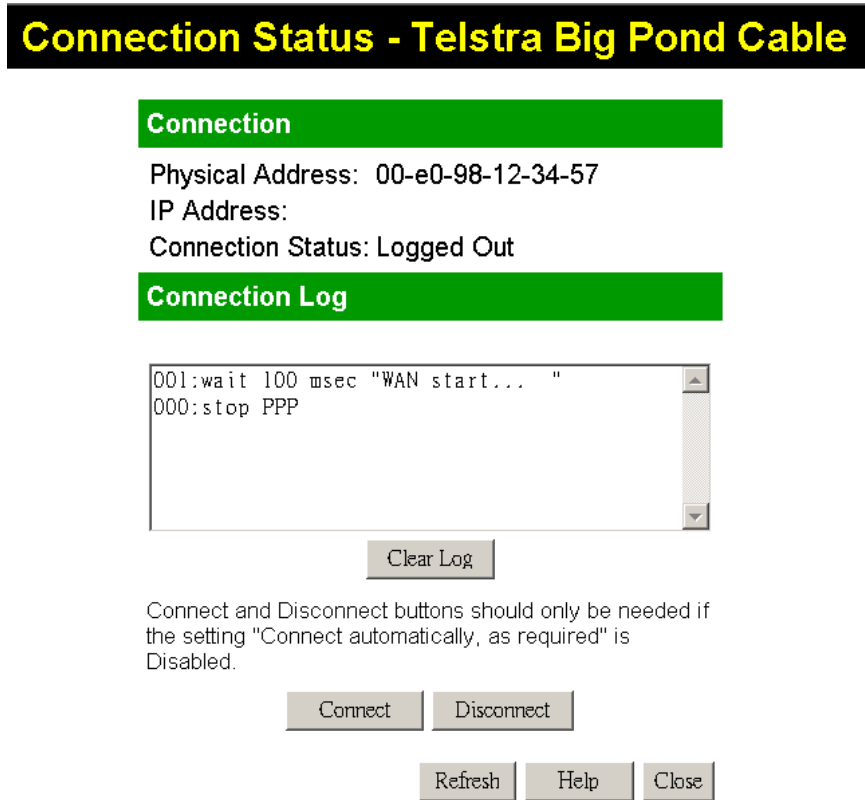 Connection Status - Telstra Big Pond Cable
Connection
Physical Address: 00-e0-98-12-34-57
IP Address:
Connection Status: Logged Out
Connection Log
001:wait 100 msec "WAN start... "
000:stop PPP
Clear Log
Connect and Disconnect buttons should only be needed if
the setting "Connect automatically, as required" is
Disabled.
Connect Disconnect
Refresh Help Close